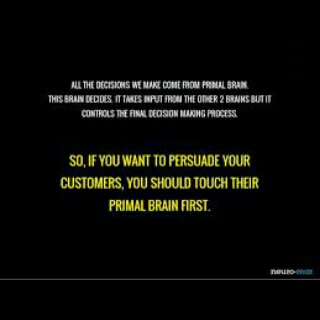 ALL THE DECISIONS WE MAKE COME FROM PRIMAL BRAIN.
THIS BRAIN DECIDES. IT TAKES INPUT FROM THE OTHER 2 BRAINS BUT IT
CONTROLS THE FINAL DECISION MAKING PROCESS.
SO, IF YOU WANT TO PERSUADE YOUR
CUSTOMERS, YOU SHOULD TOUCH THEIR
PRIMAL BRAIN FIRST.